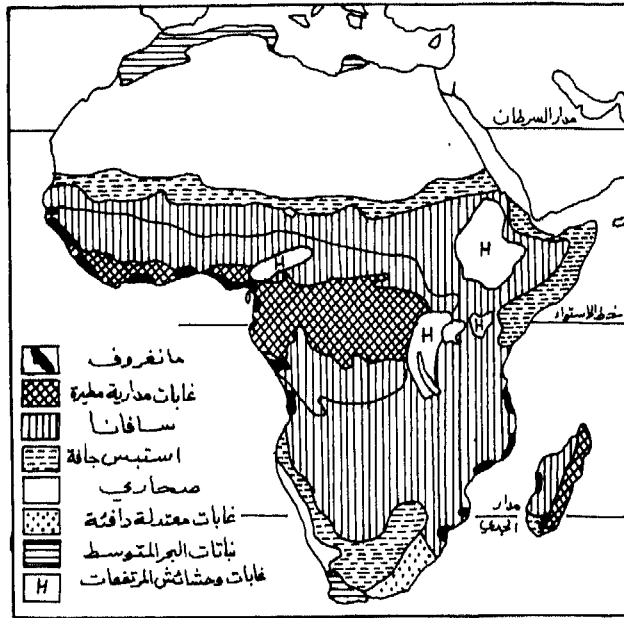 مدار السرطان
H
H
خط الاستواء
H
H
مانغروف
غابات مدارية مطيرة
سافانا
استبس جافة
صحاري
مدار
الجدي
غابات معتدلة دافئة
نباتات البحر المتوسط
H غابات وحشائش المرتفعات